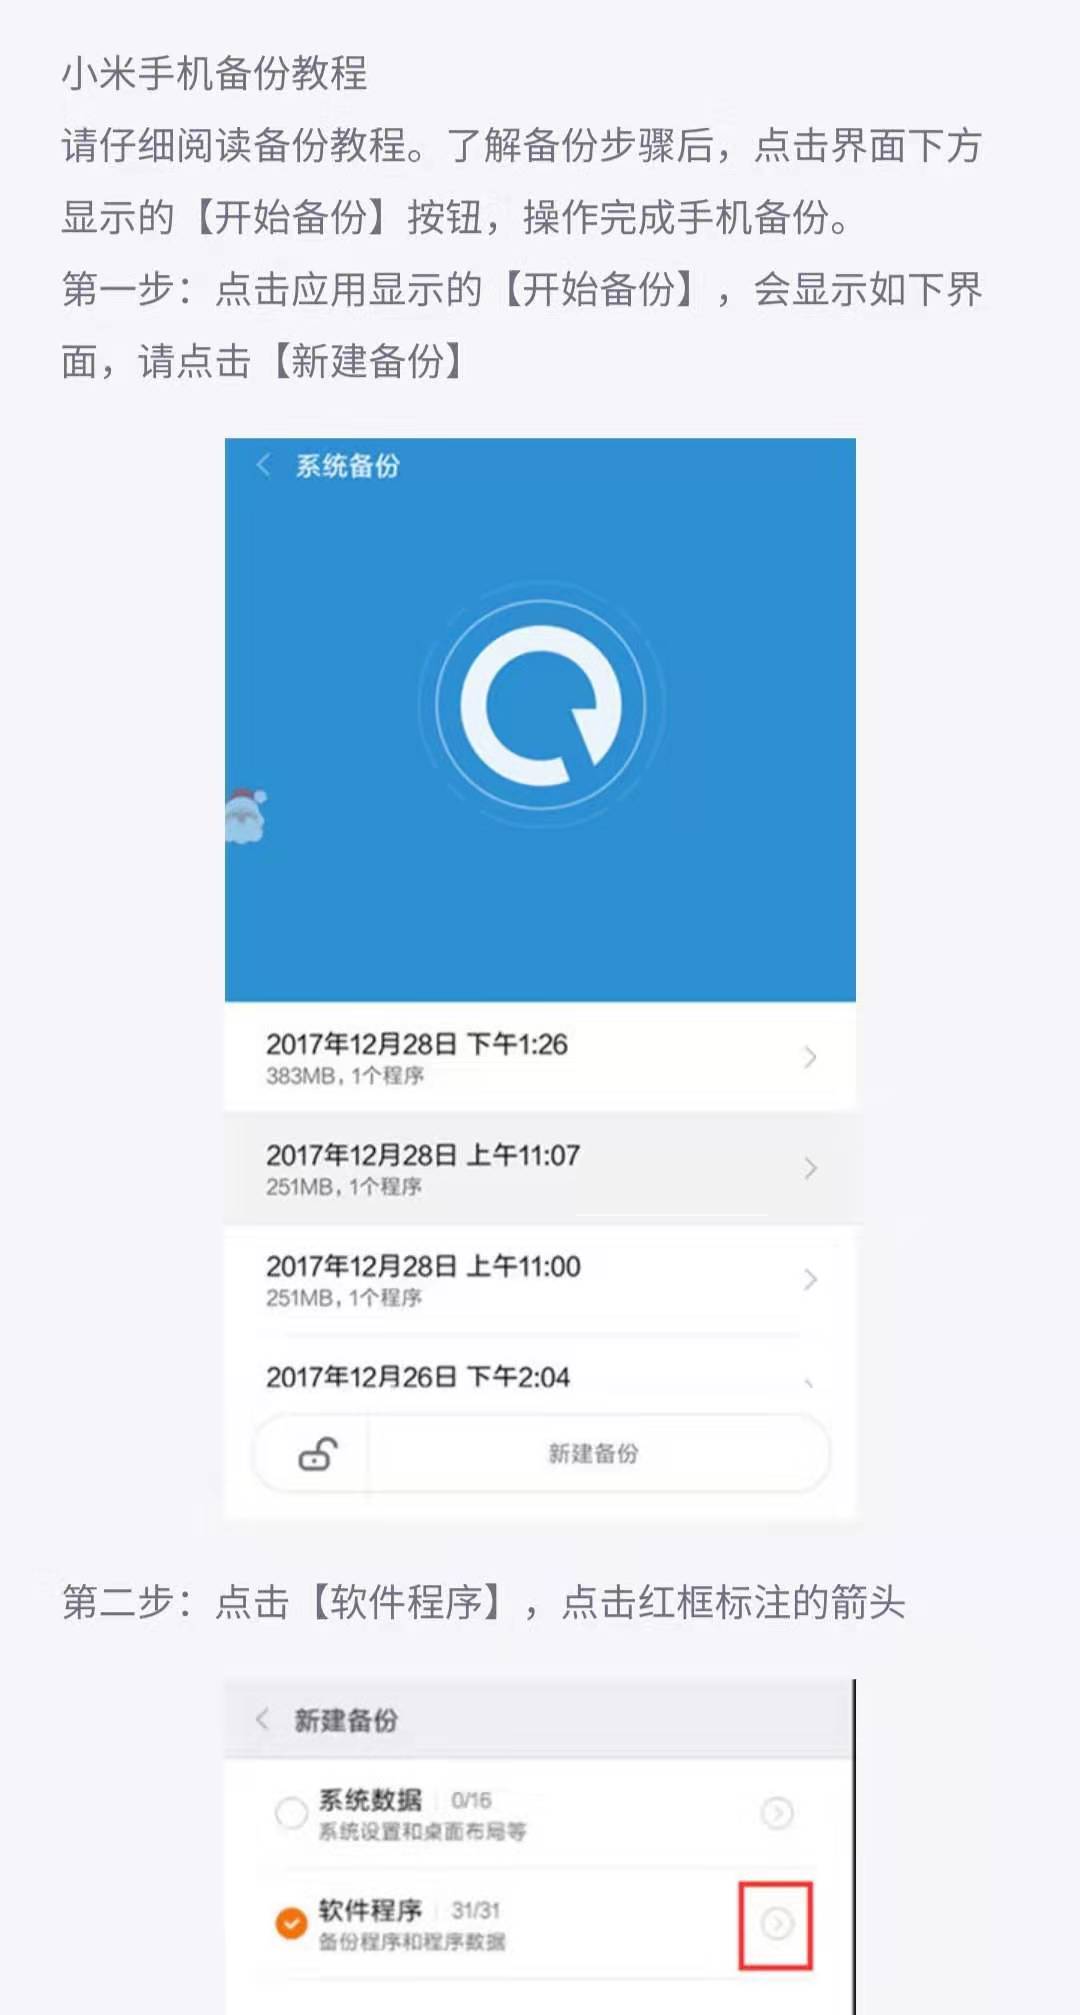 小米手机备份教程
请仔细阅读备份教程。了解备份步骤后，点击界面下方
显示的【开始备份】按钮，操作完成手机备份。
第一步：点击应用显示的【开始备份】，会显示如下界
面，请点击【新建备份】
系统备份
2017年12月28日 下午1:26
383MB，1个程序
2017年12月28日 上午11:07
251MB，1个程序
2017年12月28日 上午11:00
251MB，1个程序
2017年12月26日 下午2:04
新建备份
第二步：点击【软件程序】，点击红框标注的箭头
新建备份
系统数据 0/16
系统设置和桌面布局等
软件程序 31/31
备份程序和程序数据